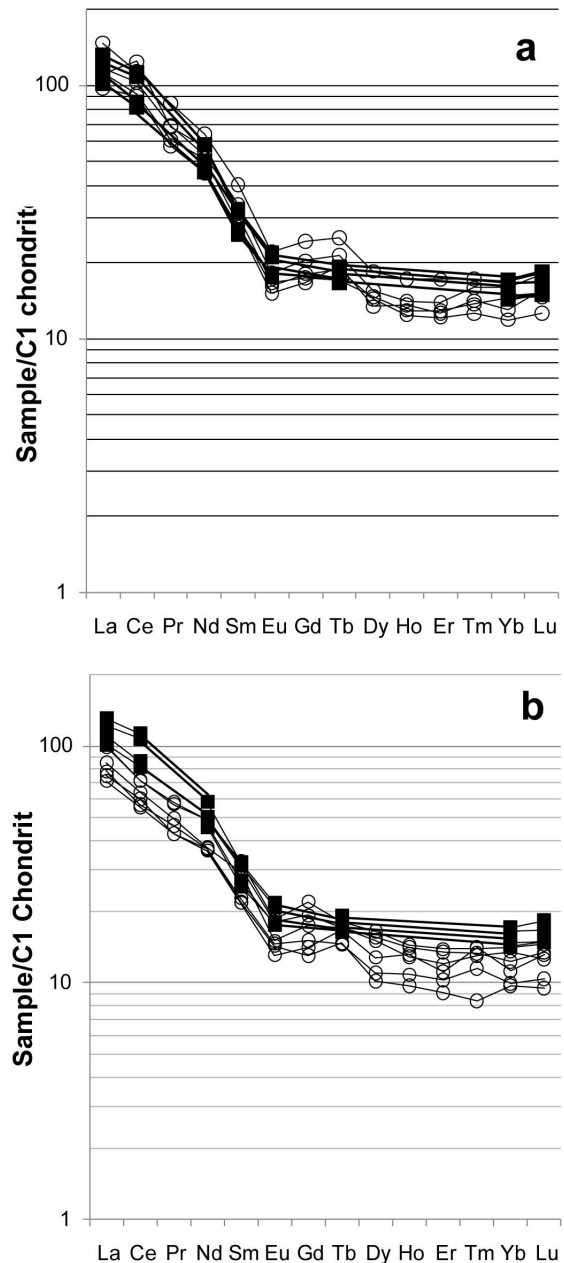 a
100
10
1
Sample/C1 chondrit
La Ce Pr Nd Sm Eu Gd Tb Dy Ho Er Tm Yb Lu
b
100
10
1
Sample/C1 Chondrit
La Ce Pr Nd Sm Eu Gd Tb Dy Ho Er Tm Yb Lu